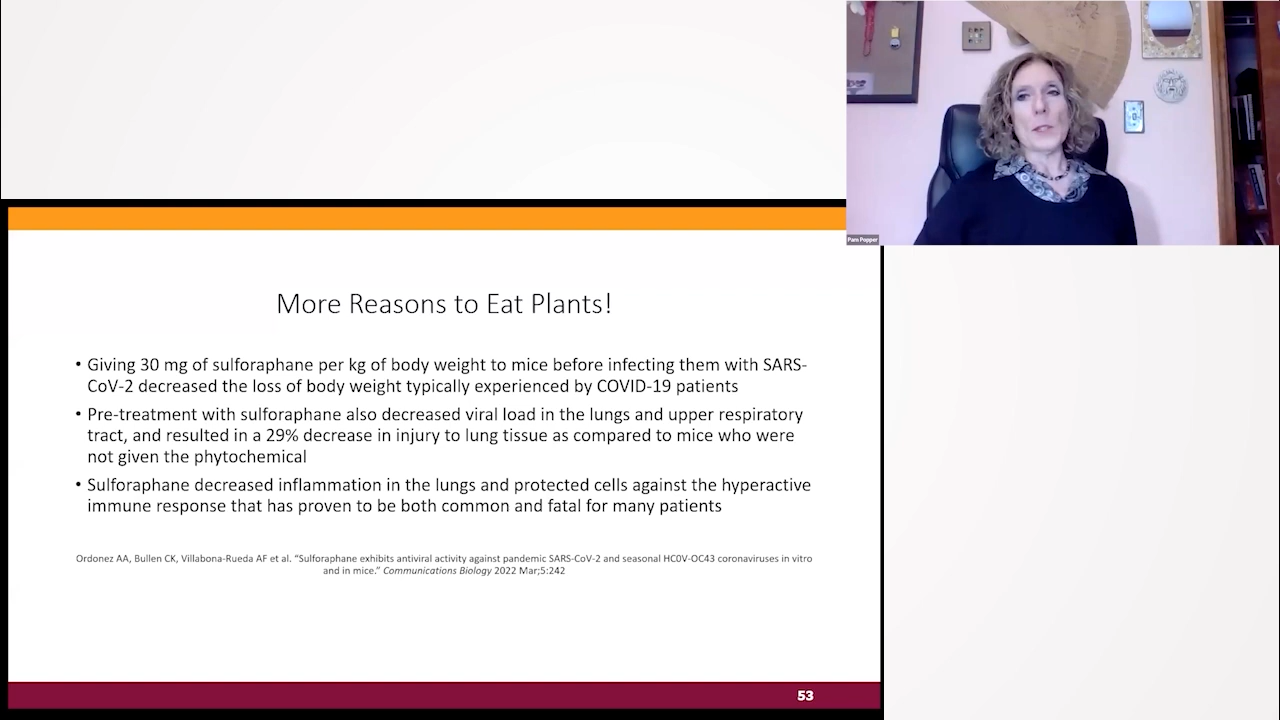 Pam Popper
More Reasons to Eat Plants!
• Giving 30 mg of sulforaphane per kg of body weight to mice before infecting them with SARS-
CoV-2 decreased the loss of body weight typically experienced by COVID-19 patients
• Pre-treatment with sulforaphane also decreased viral load in the lungs and upper respiratory
tract, and resulted in a 29% decrease in injury to lung tissue as compared to mice who were
not given the phytochemical
• Sulforaphane decreased inflammation in the lungs and protected cells against the hyperactive
immune response that has proven to be both common and fatal for many patients
Ordonez AA, Bullen CK, Villabona-Rueda AF et al. “Sulforaphane exhibits antiviral activity against pandemic SARS-CoV-2 and seasonal HC0V-OC43 coronaviruses in vitro
and in mice.” Communications Biology 2022 Mar;5:242
53